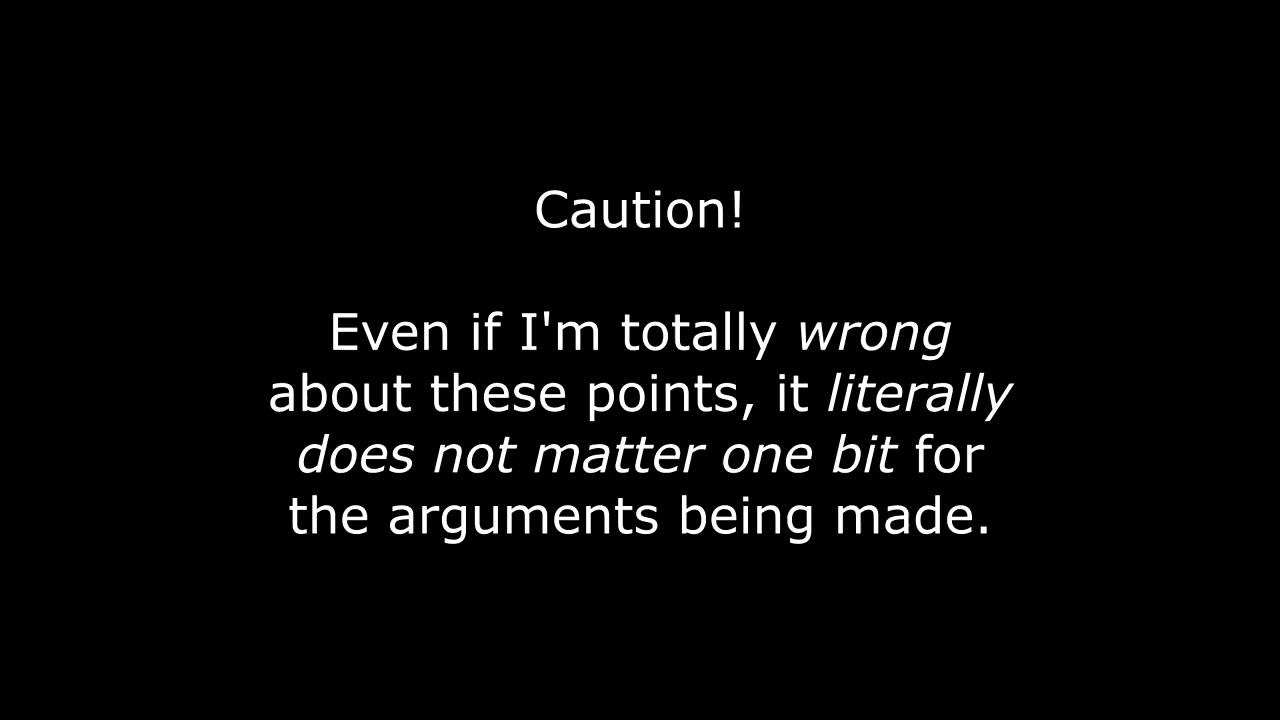 Caution!
Even if I'm totally wrong
about these points, it literally
does not matter one bit for
the arguments being made.